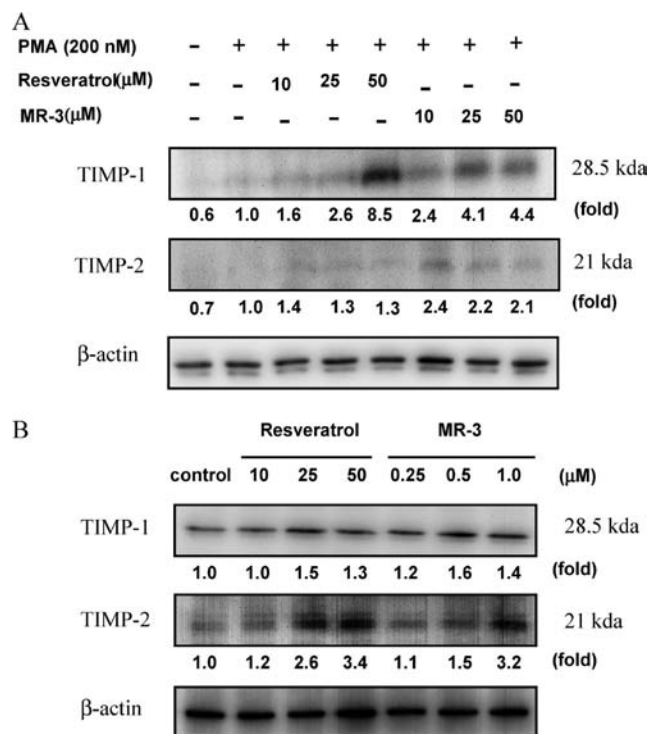 A
PMA (200 nM) – + + + + + + +
Resveratrol(μM) – – 10 25 50 – – –
MR-3(μM) – – – – – 10 25 50
TIMP-1 28.5 kda
0.6 1.0 1.6 2.6 8.5 2.4 4.1 4.4 (fold)
TIMP-2 21 kda
0.7 1.0 1.4 1.3 1.3 2.4 2.2 2.1 (fold)
β-actin
B
Resveratrol MR-3
control 10 25 50 0.25 0.5 1.0 (μM)
TIMP-1 28.5 kda
1.0 1.0 1.5 1.3 1.2 1.6 1.4 (fold)
TIMP-2 21 kda
1.0 1.2 2.6 3.4 1.1 1.5 3.2 (fold)
β-actin